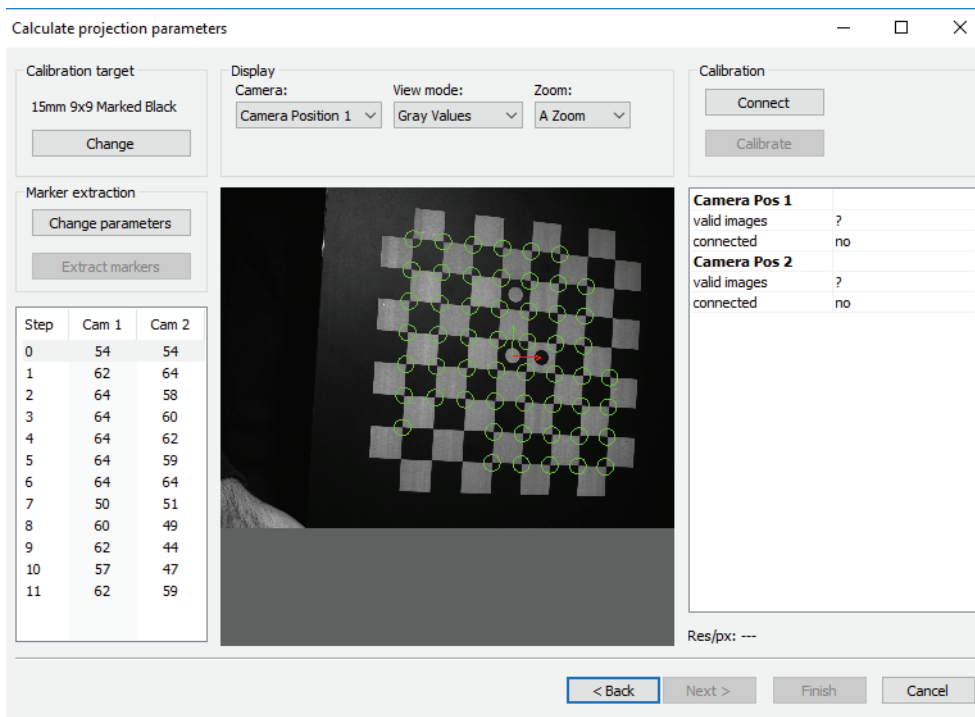 Calculate projection parameters
Calibration target
15mm 9x9 Marked Black
Change
Display
Camera: View mode: Zoom:
Camera Position 1 Gray Values A Zoom
Calibration
Connect
Calibrate
Marker extraction
Change parameters
Extract markers
Step Cam 1 Cam 2
0 54 54
1 62 64
2 64 58
3 64 60
4 64 62
5 64 59
6 64 64
7 50 51
8 60 49
9 62 44
10 57 47
11 62 59
Camera Pos 1
valid images ?
connected no
Camera Pos 2
valid images ?
connected no
Res/px: ---
< Back Next > Finish Cancel